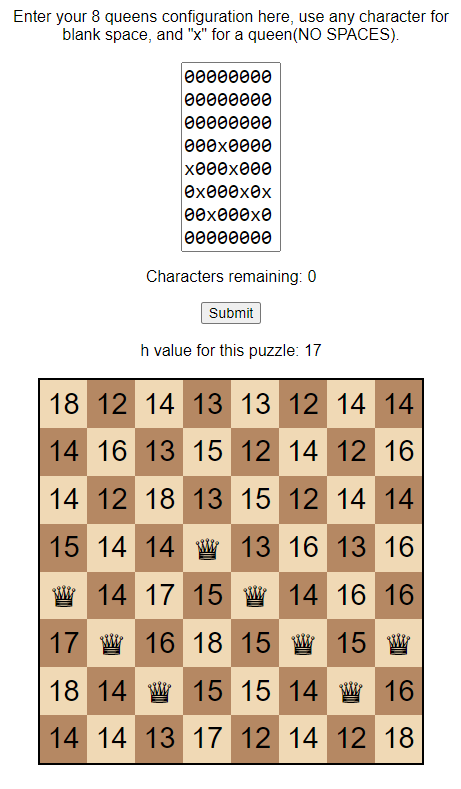 Enter your 8 queens configuration here, use any character for
blank space, and "x" for a queen(NO SPACES).
00000000
00000000
00000000
000x0000
x000x000
0x000x0x
00x000x0
00000000
Characters remaining: 0
Submit
h value for this puzzle: 17
18 12 14 13 13 12 14 14
14 16 13 15 12 14 12 16
14 12 18 13 15 12 14 14
15 14 14 ♛ 13 16 13 16
♛ 14 17 15 ♛ 14 16 16
17 ♛ 16 18 15 ♛ 15 ♛
18 14 ♛ 15 15 14 ♛ 16
14 14 13 17 12 14 12 18